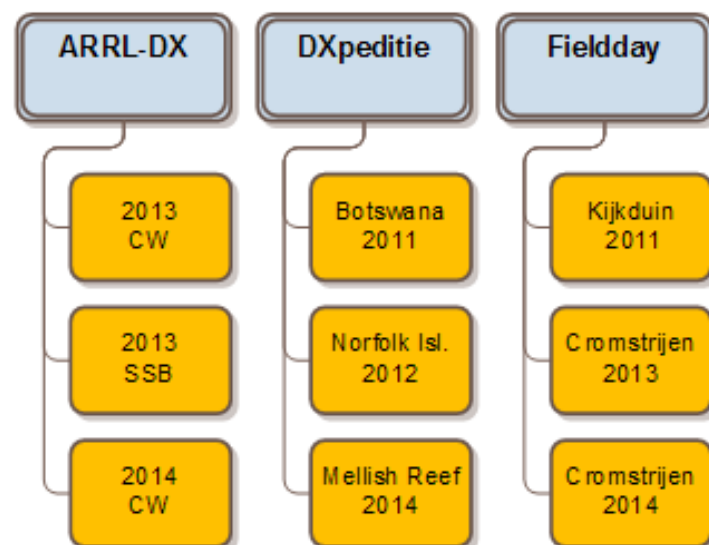 ARRL-DX
2013
CW
2013
SSB
2014
CW
DXpeditie
Botswana
2011
Norfolk Isl.
2012
Mellish Reef
2014
Fieldday
Kijkduin
2011
Cromstrijen
2013
Cromstrijen
2014